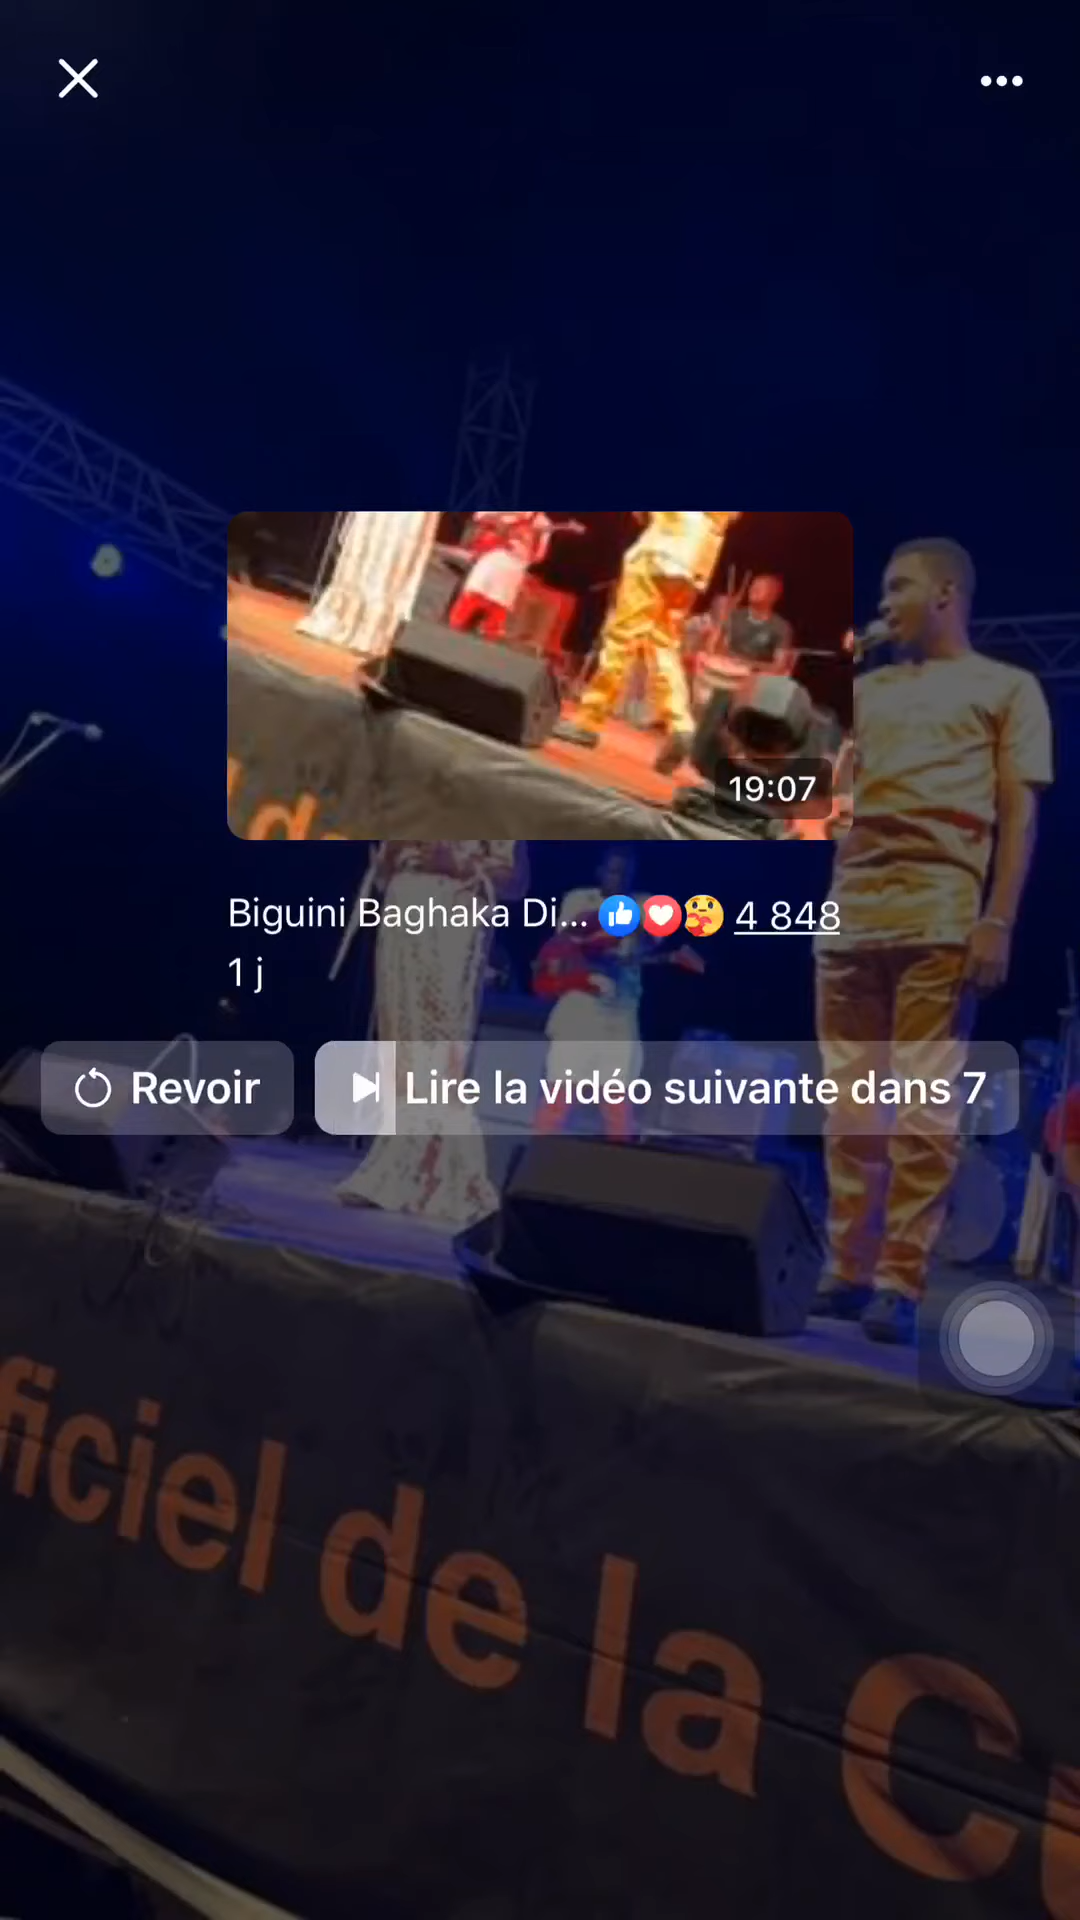 19:07
Biguini Baghaka Di... 4 848
1 j
Revoir
Lire la vidéo suivante dans 7
ficiel de la C